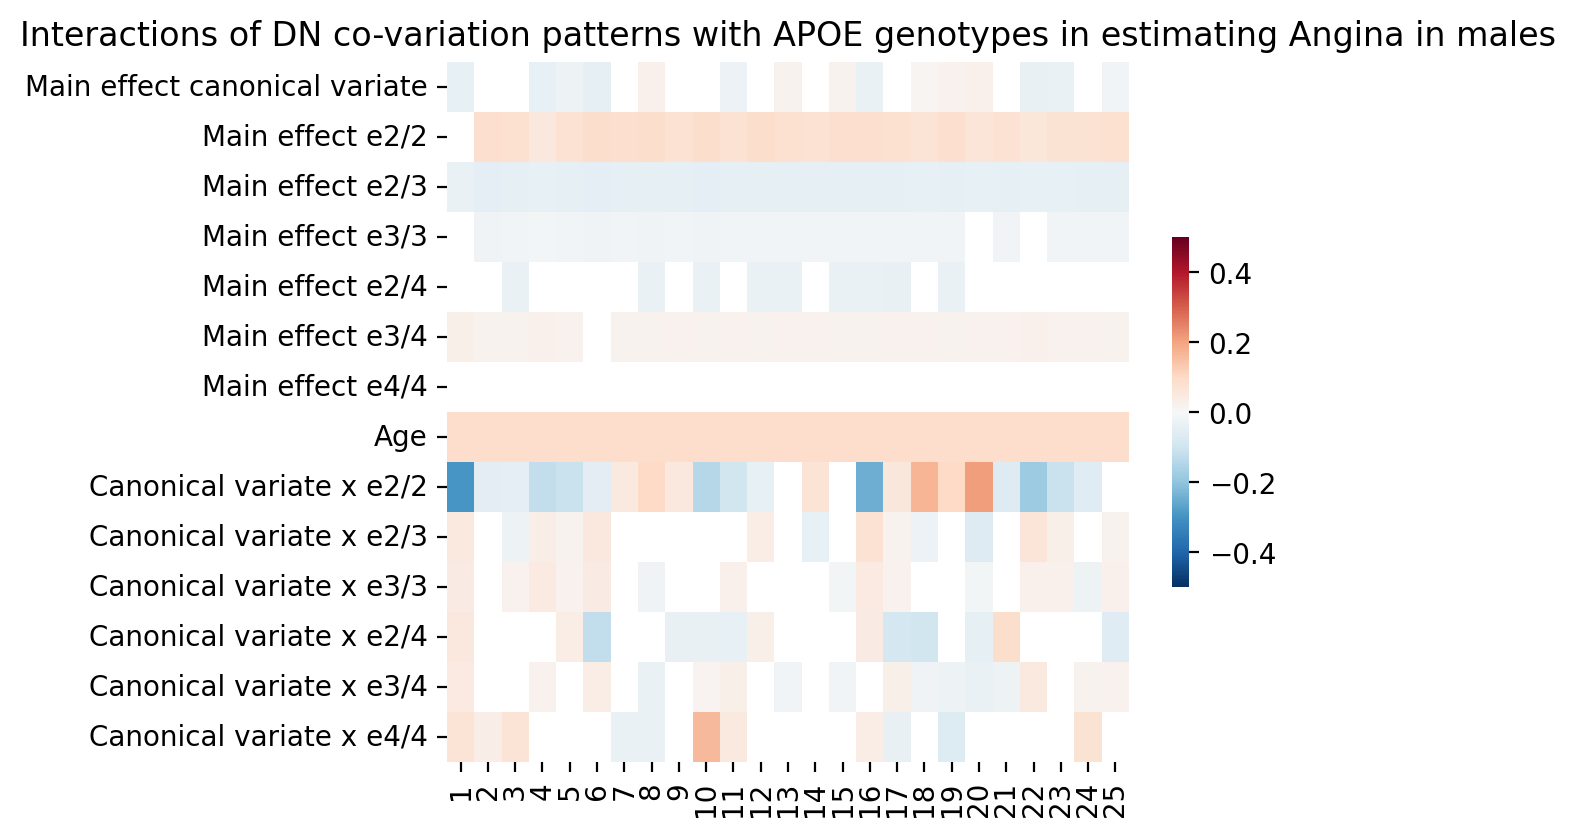 Interactions of DN co-variation patterns with APOE genotypes in estimating Angina in males
Main effect canonical variate
Main effect e2/2
Main effect e2/3
Main effect e3/3
Main effect e2/4
Main effect e3/4
Main effect e4/4
Age
Canonical variate x e2/2
Canonical variate x e2/3
Canonical variate x e3/3
Canonical variate x e2/4
Canonical variate x e3/4
Canonical variate x e4/4
1 2 3 4 5 6 7 8 9 10 11 12 13 14 15 16 17 18 19 20 21 22 23 24 25
0.4
0.2
0.0
−0.2
−0.4